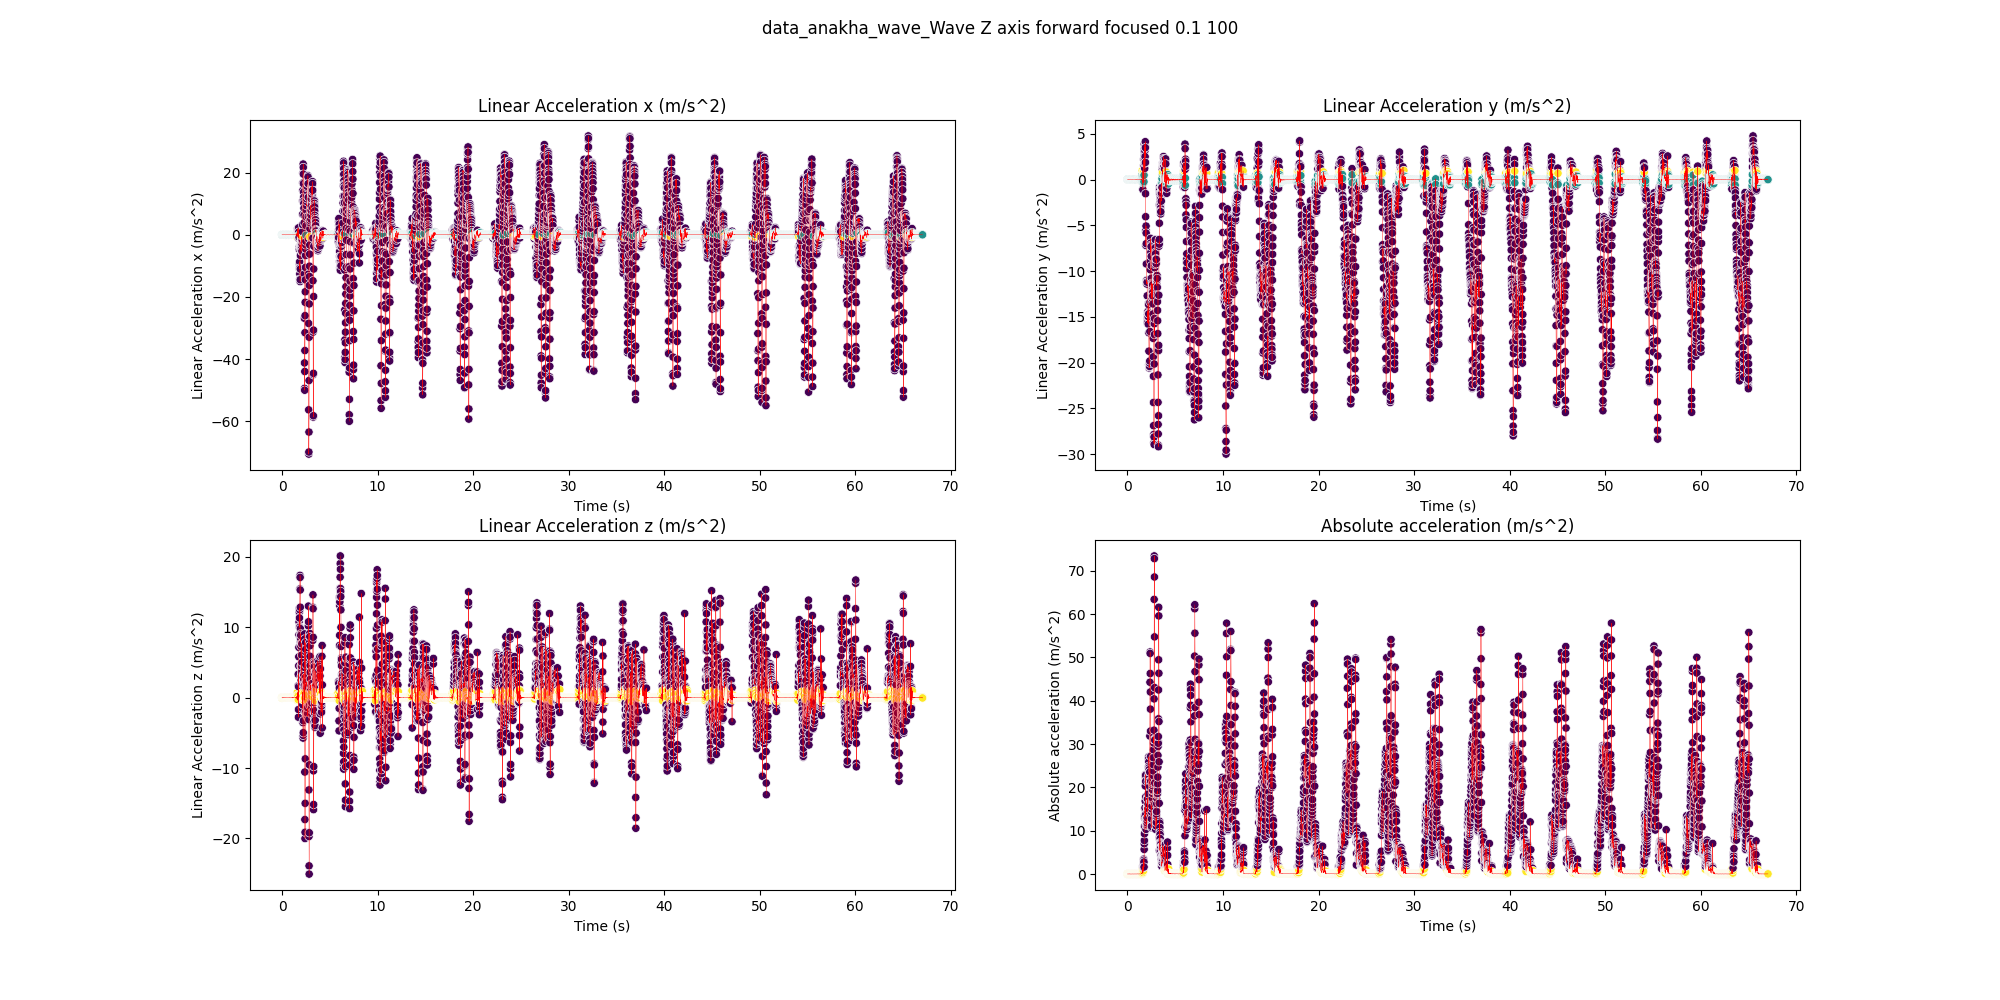 data_anakha_wave_Wave Z axis forward focused 0.1 100
Linear Acceleration x (m/s^2)
Linear Acceleration x (m/s^2)
20
0
−20
−40
−60
0 10 20 30 40 50 60 70
Time (s)
Linear Acceleration y (m/s^2)
Linear Acceleration y (m/s^2)
5
0
−5
−10
−15
−20
−25
−30
0 10 20 30 40 50 60 70
Time (s)
Linear Acceleration z (m/s^2)
Linear Acceleration z (m/s^2)
20
10
0
−10
−20
0 10 20 30 40 50 60 70
Time (s)
Absolute acceleration (m/s^2)
Absolute acceleration (m/s^2)
70
60
50
40
30
20
10
0
0 10 20 30 40 50 60 70
Time (s)